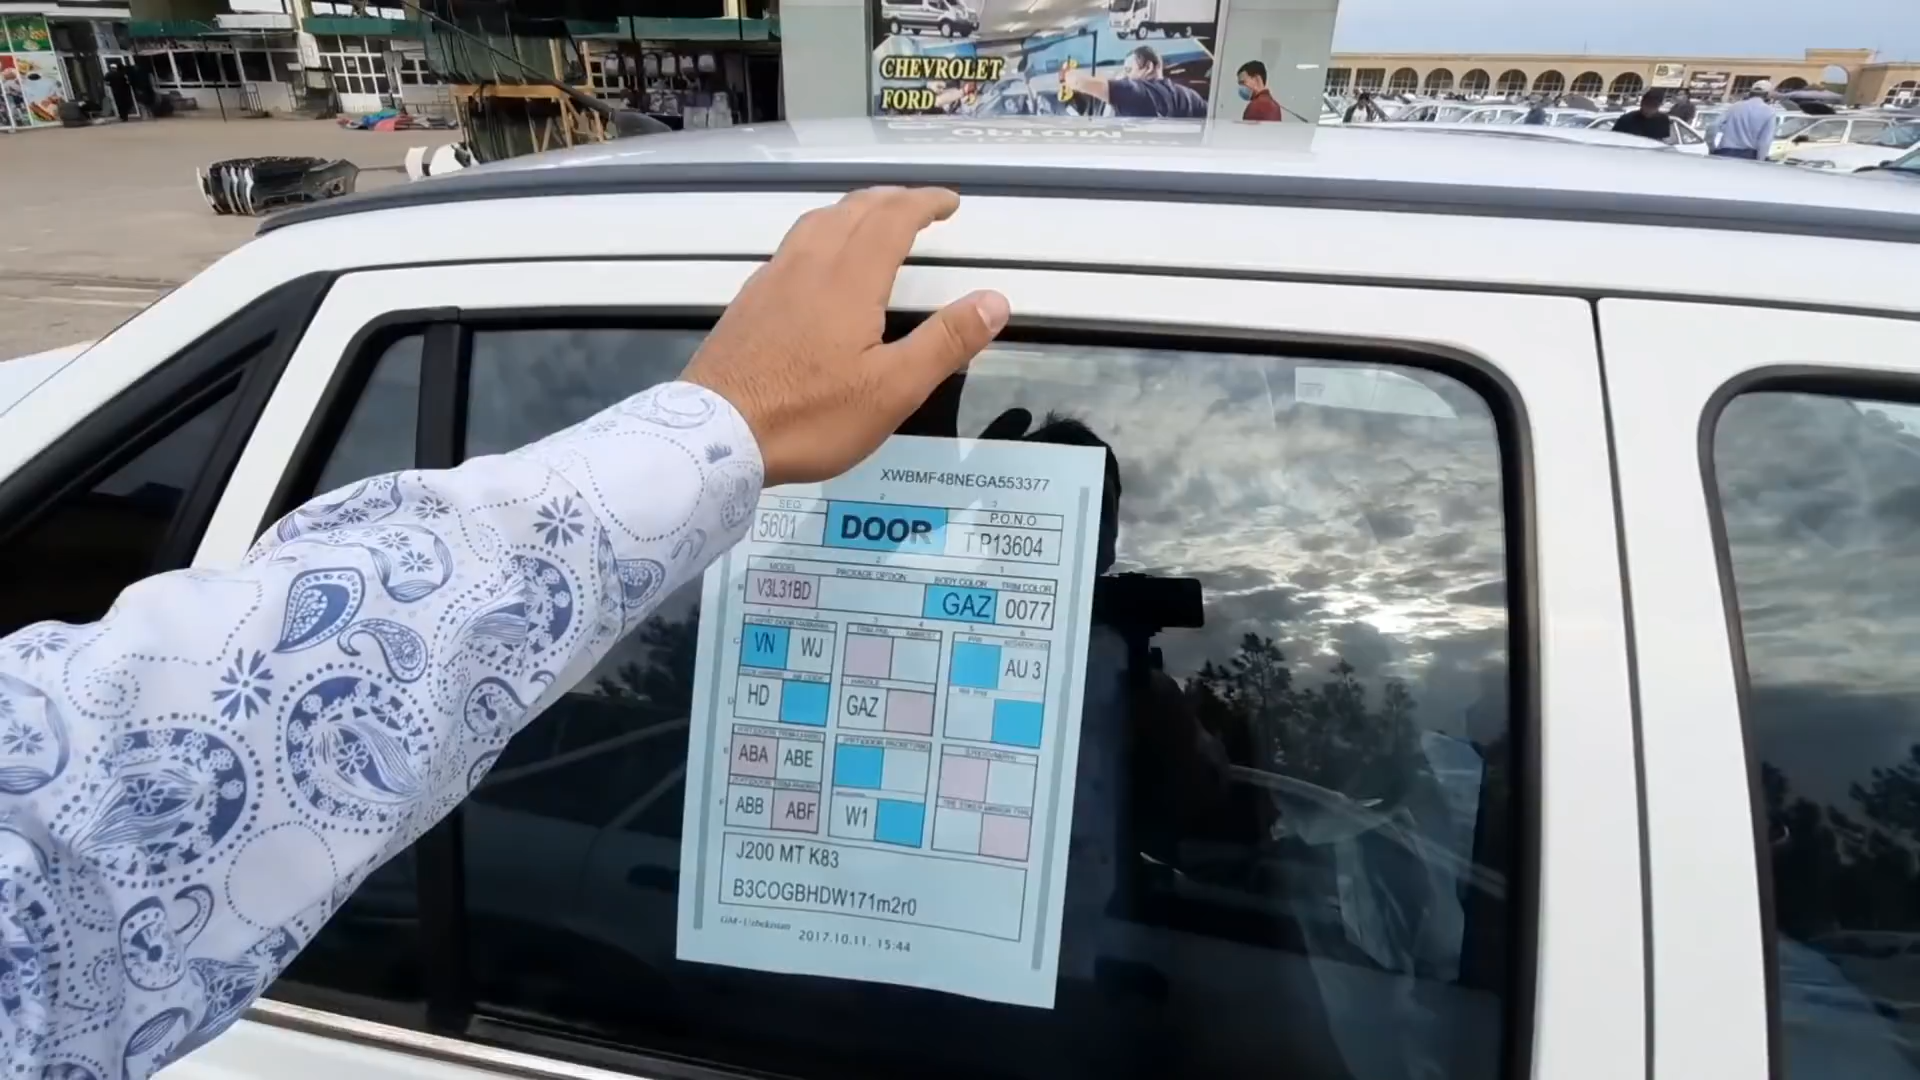 CHEVROLET
FORD
XWBMF48NEGA553377
SEQ
5601
DOOR
P.O.N.O
T P13604
MODEL
PACKAGE OPTION
BODY COLOR
TRIM COLOR
V3L31BD
GAZ
0077
VN
WJ
AU 3
HD
GAZ
ABA
ABE
ABB
ABF
W1
J200 MT K83
B3COGBHDW171m2r0
GM-Uzbekistan
2017.10.11. 15:44